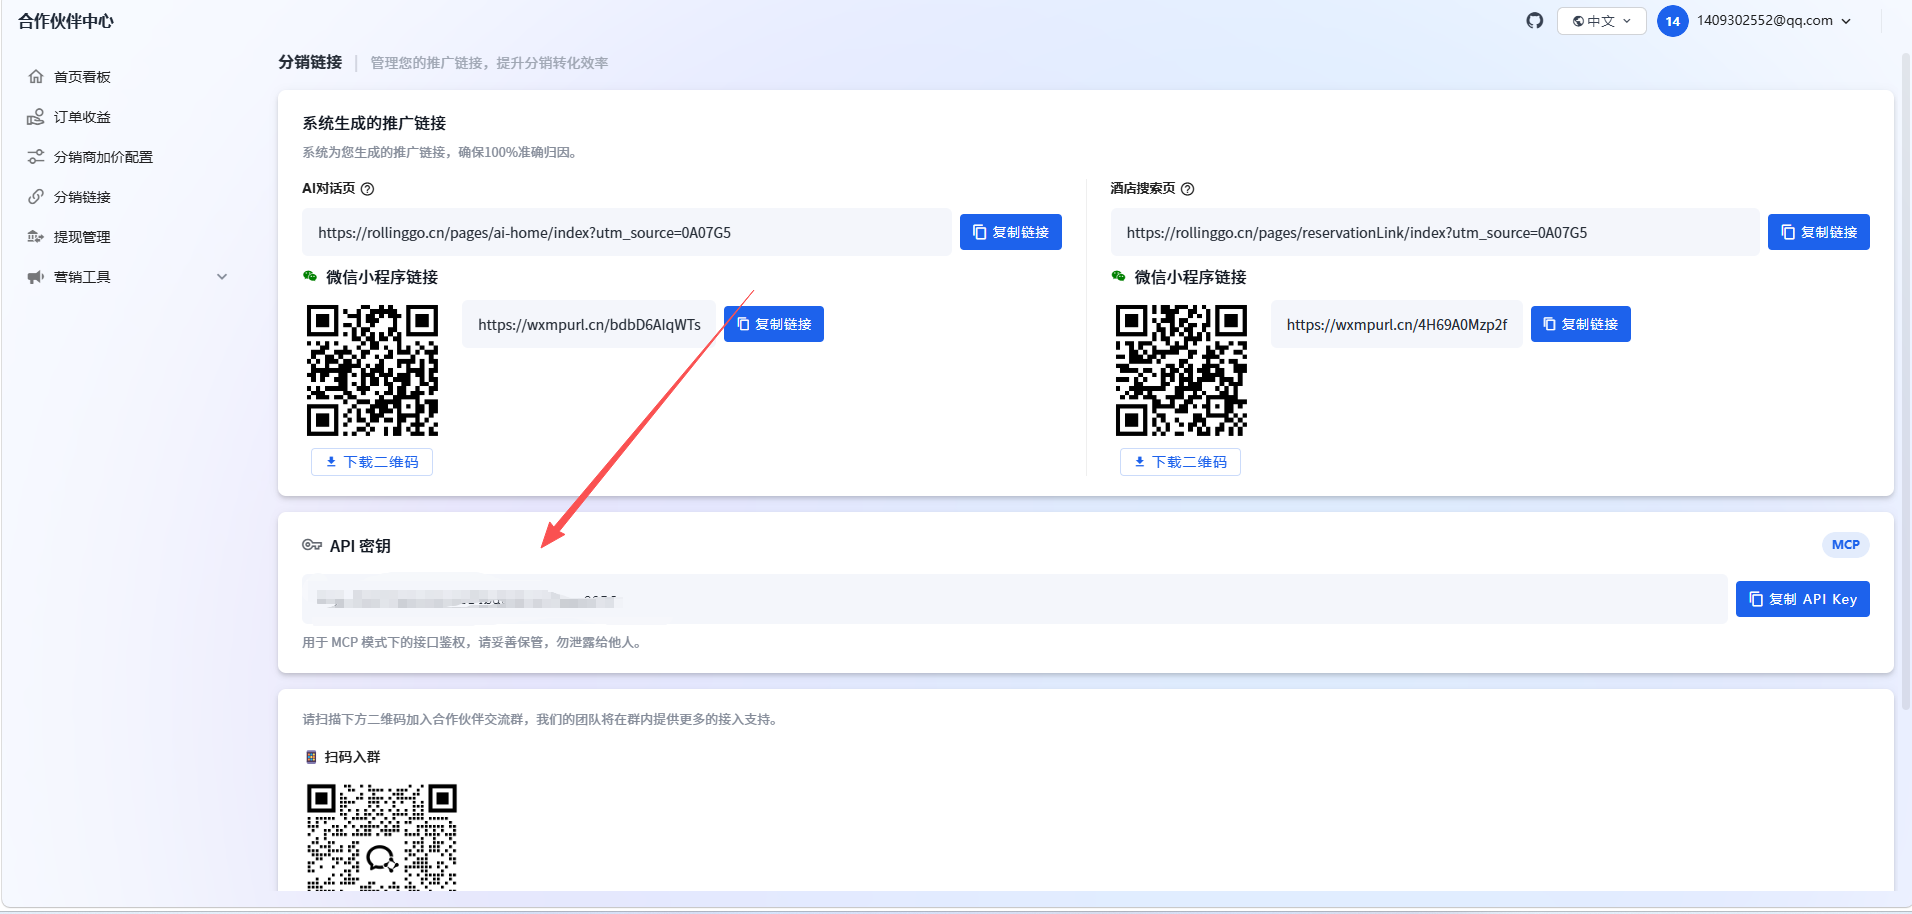 合作伙伴中心
中文
14
1409302552@qq.com
首页看板
订单收益
分销商加价配置
分销链接
提现管理
营销工具
分销链接
管理您的推广链接，提升分销转化效率
系统生成的推广链接
系统为您生成的推广链接，确保100%准确归因。
AI对话页
https://rollinggo.cn/pages/ai-home/index?utm_source=0A07G5
复制链接
微信小程序链接
https://wxmpurl.cn/bdbD6AIqWTs
复制链接
下载二维码
酒店搜索页
https://rollinggo.cn/pages/reservationLink/index?utm_source=0A07G5
复制链接
微信小程序链接
https://wxmpurl.cn/4H69A0Mzp2f
复制链接
下载二维码
API 密钥
MCP
复制 API Key
用于 MCP 模式下的接口鉴权，请妥善保管，勿泄露给他人。
请扫描下方二维码加入合作伙伴交流群，我们的团队将在群内提供更多的接入支持。
扫码入群